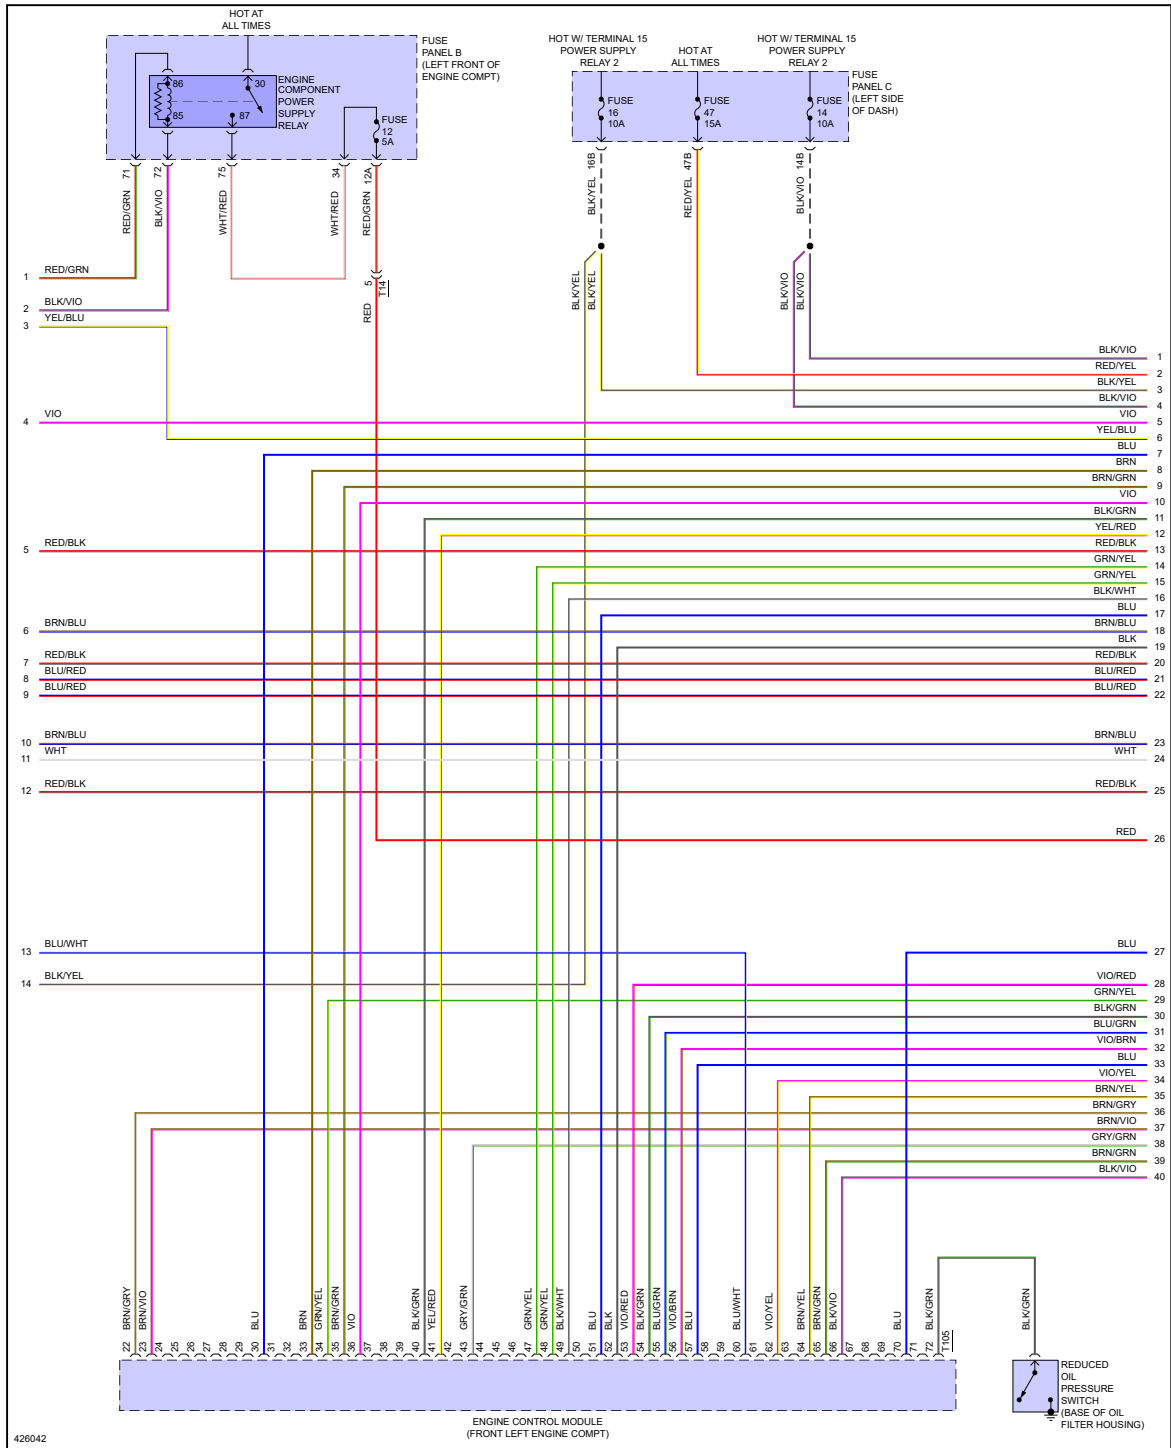 HOT AT
ALL TIMES
FUSE
PANEL B
(LEFT FRONT OF
ENGINE COMPT)
86
30
85
87
ENGINE
COMPONENT
POWER
SUPPLY
RELAY
FUSE
12
5A
71
72
75
34
12A
RED/GRN
BLK/VIO
WHT/RED
WHT/RED
RED/GRN
5
T14
RED
HOT W/ TERMINAL 15
POWER SUPPLY
RELAY 2
HOT AT
ALL TIMES
HOT W/ TERMINAL 15
POWER SUPPLY
RELAY 2
FUSE
PANEL C
(LEFT SIDE
OF DASH)
FUSE
16
10A
FUSE
47
15A
FUSE
14
10A
16B
47B
14B
BLK/YEL
RED/YEL
BLK/VIO
BLK/YEL
BLK/YEL
BLK/VIO
BLK/VIO
1 RED/GRN
2 BLK/VIO
3 YEL/BLU
4 VIO
5 RED/BLK
6 BRN/BLU
7 RED/BLK
8 BLU/RED
9 BLU/RED
10 BRN/BLU
11 WHT
12 RED/BLK
13 BLU/WHT
14 BLK/YEL
BLK/VIO 1
RED/YEL 2
BLK/YEL 3
BLK/VIO 4
VIO 5
YEL/BLU 6
BLU 7
BRN 8
BRN/GRN 9
VIO 10
BLK/GRN 11
YEL/RED 12
RED/BLK 13
GRN/YEL 14
GRN/YEL 15
BLK/WHT 16
BLU 17
BRN/BLU 18
BLK 19
RED/BLK 20
BLU/RED 21
BLU/RED 22
BRN/BLU 23
WHT 24
RED/BLK 25
RED 26
BLU 27
VIO/RED 28
GRN/YEL 29
BLK/GRN 30
BLU/GRN 31
VIO/BRN 32
BLU 33
VIO/YEL 34
BRN/YEL 35
BRN/GRY 36
BRN/VIO 37
GRY/GRN 38
BRN/GRN 39
BLK/VIO 40
22 BRN/GRY
23 BRN/VIO
24
25
26
27
28
29
30 BLU
31
32
33 BRN
34 GRN/YEL
35 BRN/GRN
36 VIO
37
38
39
40 BLK/GRN
41 YEL/RED
42
43 GRY/GRN
44
45
46
47 GRN/YEL
48 GRN/YEL
49 BLK/WHT
50
51 BLU
52 BLK
53 VIO/RED
54 BLK/GRN
55 BLU/GRN
56 VIO/BRN
57 BLU
58
59
60 BLU/WHT
61
62 VIO/YEL
63
64 BRN/YEL
65 BRN/GRN
66 BLK/VIO
67
68
69
70 BLU
71
72 BLK/GRN
T105
BLK/GRN
ENGINE CONTROL MODULE
(FRONT LEFT ENGINE COMPT)
REDUCED
OIL
PRESSURE
SWITCH
(BASE OF OIL
FILTER HOUSING)
426042